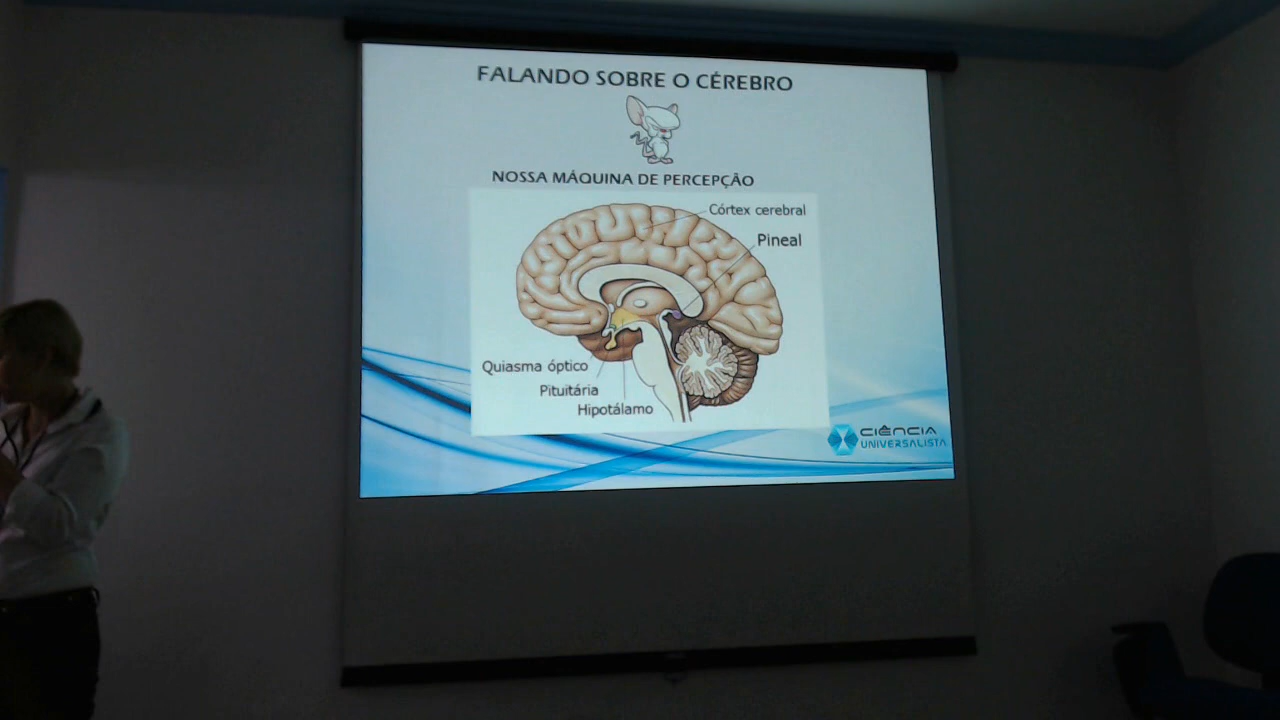 FALANDO SOBRE O CÉREBRO
NOSSA MÁQUINA DE PERCEPÇÃO
Córtex cerebral
Pineal
Quiasma óptico
Pituitária
Hipotálamo
CIÊNCIA
UNIVERSALISTA